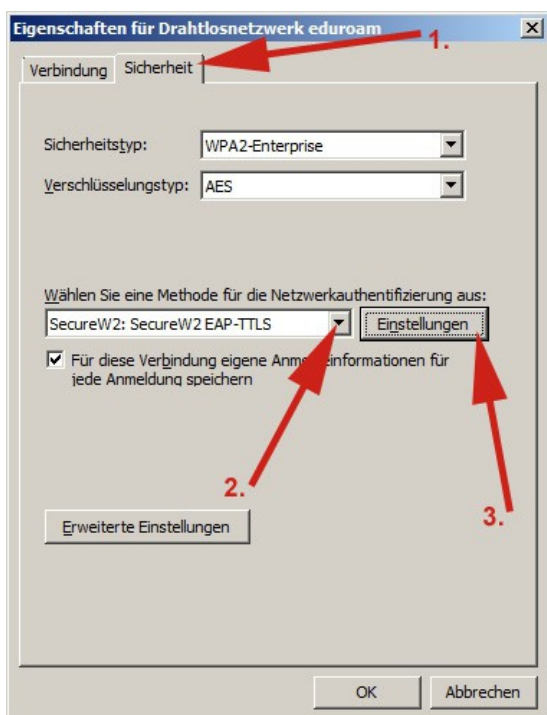 Eigenschaften für Drahtlosnetzwerk eduroam
1.
Verbindung Sicherheit
Sicherheitstyp: WPA2-Enterprise
Verschlüsselungstyp: AES
Wählen Sie eine Methode für die Netzwerkauthentifizierung aus:
SecureW2: SecureW2 EAP-TTLS Einstellungen
Für diese Verbindung eigene Anmeldeinformationen für
jede Anmeldung speichern
2.
3.
Erweiterte Einstellungen
OK Abbrechen